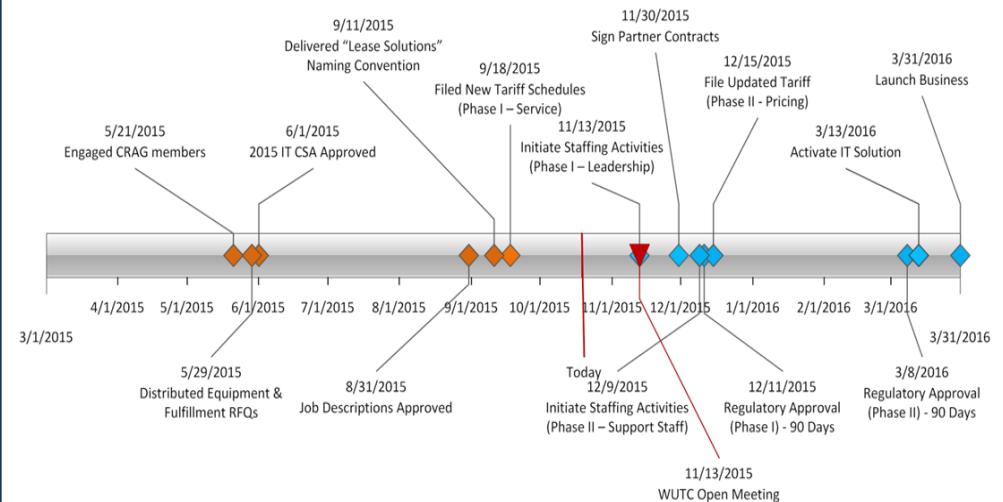 11/30/2015
Sign Partner Contracts
9/11/2015
Delivered “Lease Solutions”
Naming Convention
12/15/2015
File Updated Tariff
(Phase II - Pricing)
3/31/2016
Launch Business
9/18/2015
Filed New Tariff Schedules
(Phase I – Service)
5/21/2015
Engaged CRAG members
6/1/2015
2015 IT CSA Approved
11/13/2015
Initiate Staffing Activities
(Phase I – Leadership)
3/13/2016
Activate IT Solution
4/1/2015 5/1/2015 6/1/2015 7/1/2015 8/1/2015 9/1/2015 10/1/2015 11/1/2015 12/1/2015 1/1/2016 2/1/2016 3/1/2016
3/1/2015
3/31/2016
Today
5/29/2015
Distributed Equipment &
Fulfillment RFQs
8/31/2015
Job Descriptions Approved
12/9/2015
Initiate Staffing Activities
(Phase II – Support Staff)
12/11/2015
Regulatory Approval
(Phase I) - 90 Days
3/8/2016
Regulatory Approval
(Phase II) - 90 Days
11/13/2015
WUTC Open Meeting